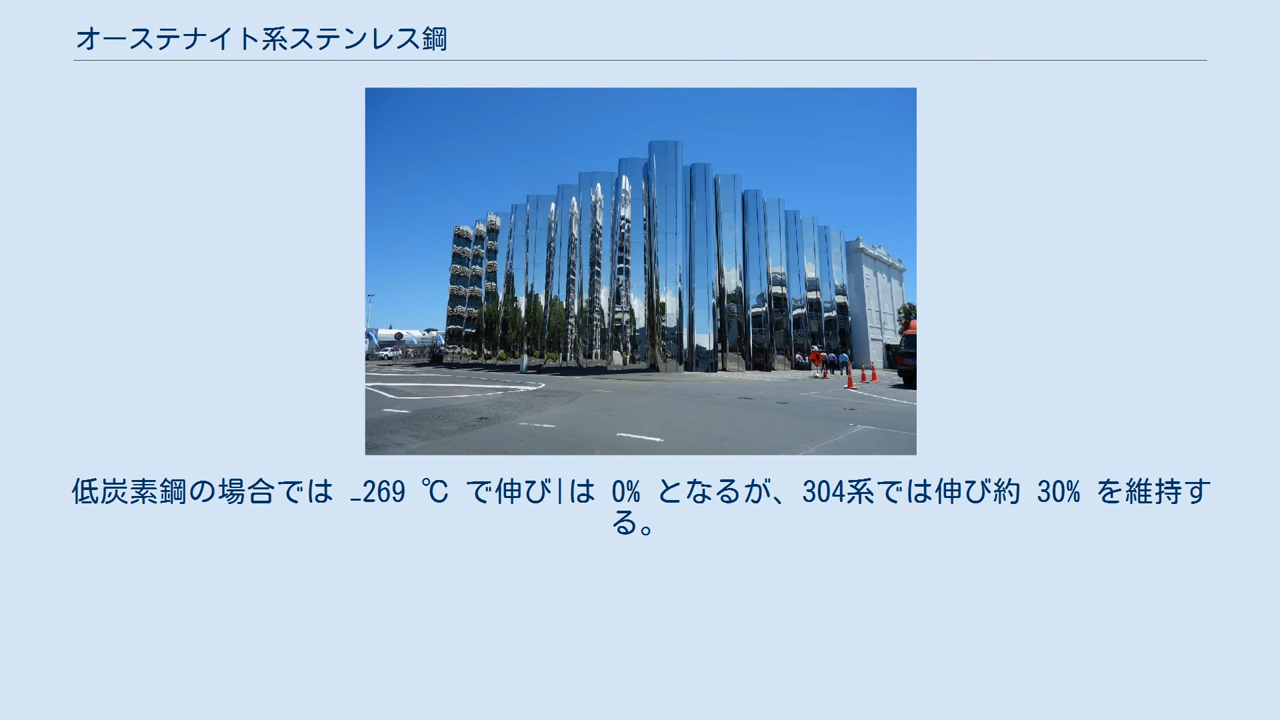 オーステナイト系ステンレス鋼
低炭素鋼の場合では −269 ℃ で伸び|は 0% となるが、304系では伸び約 30% を維持す
る。